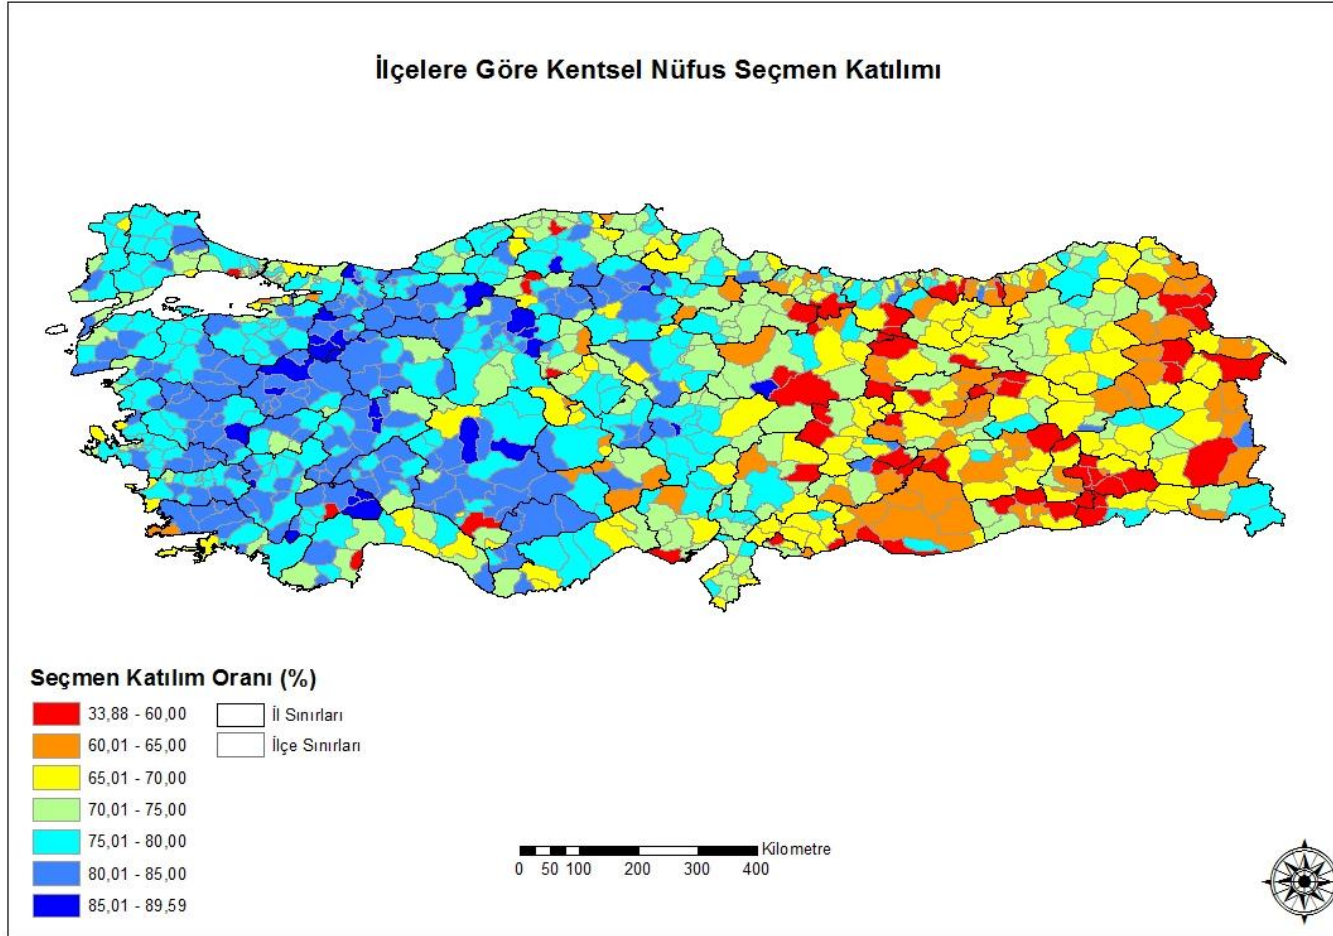 İlçelere Göre Kentsel Nüfus Seçmen Katılımı
Seçmen Katılım Oranı (%)
33,88 - 60,00
İl Sınırları
60,01 - 65,00
İlçe Sınırları
65,01 - 70,00
70,01 - 75,00
75,01 - 80,00
80,01 - 85,00
85,01 - 89,59
Kilometre
0 50 100 200 300 400